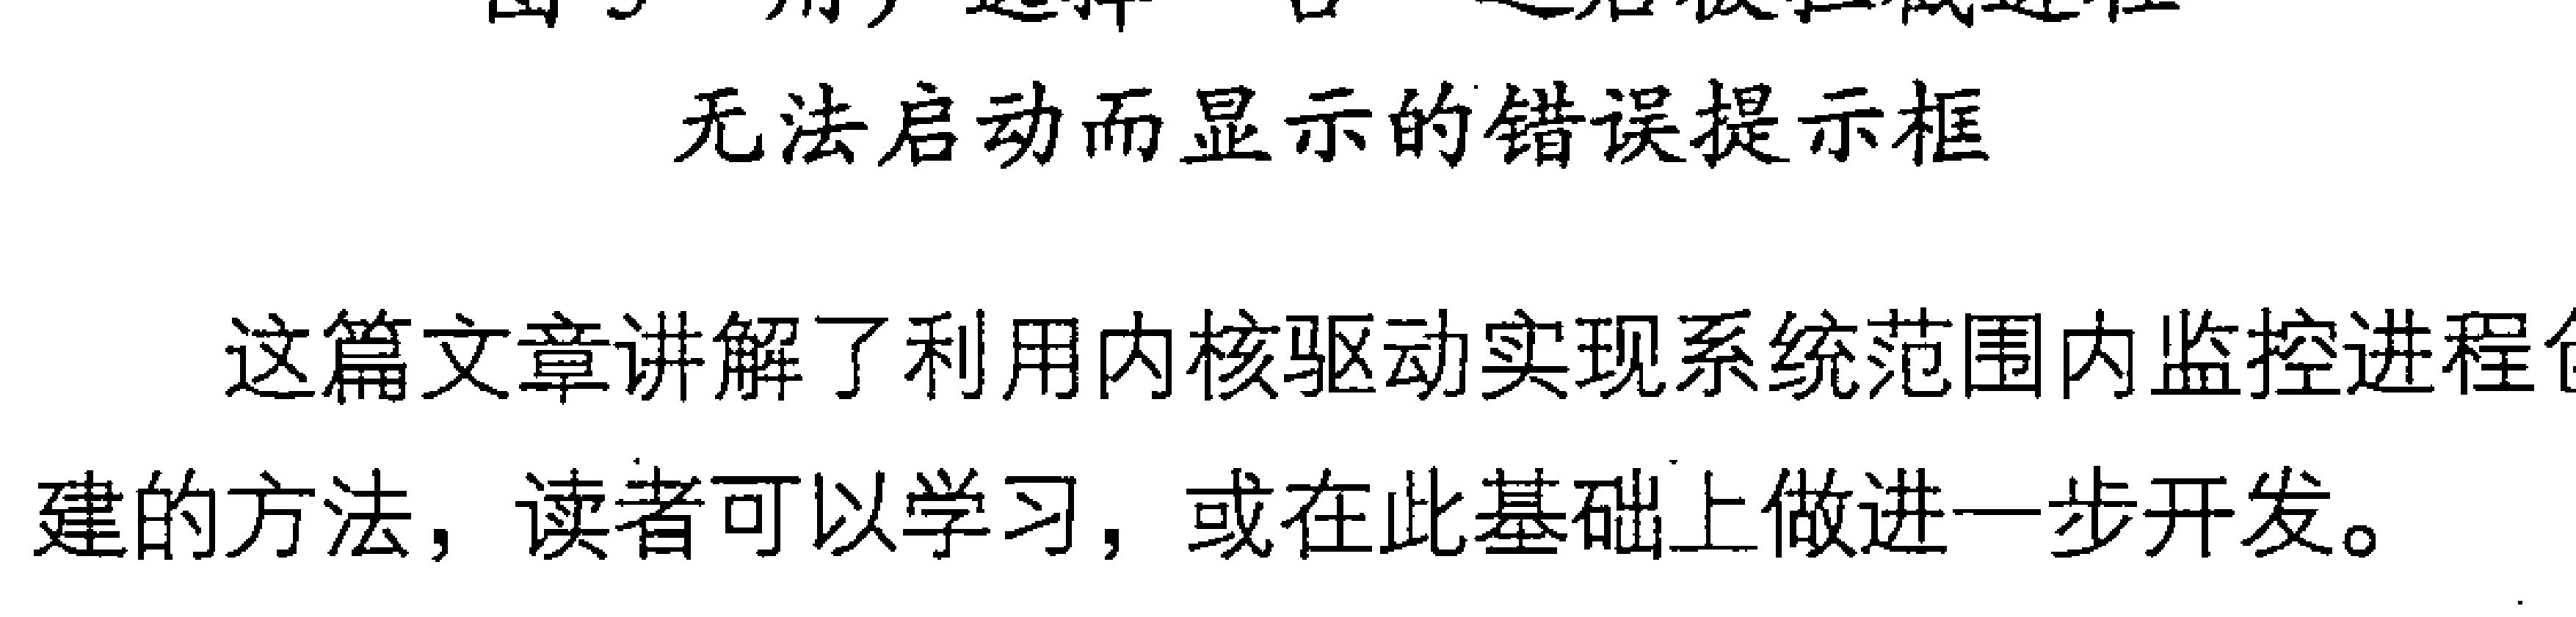 无法启动而显示的错误提示框
这篇文章讲解了利用内核驱动实现系统范围内监控进程
建的方法，读者可以学习，或在此基础上做进一步开发。